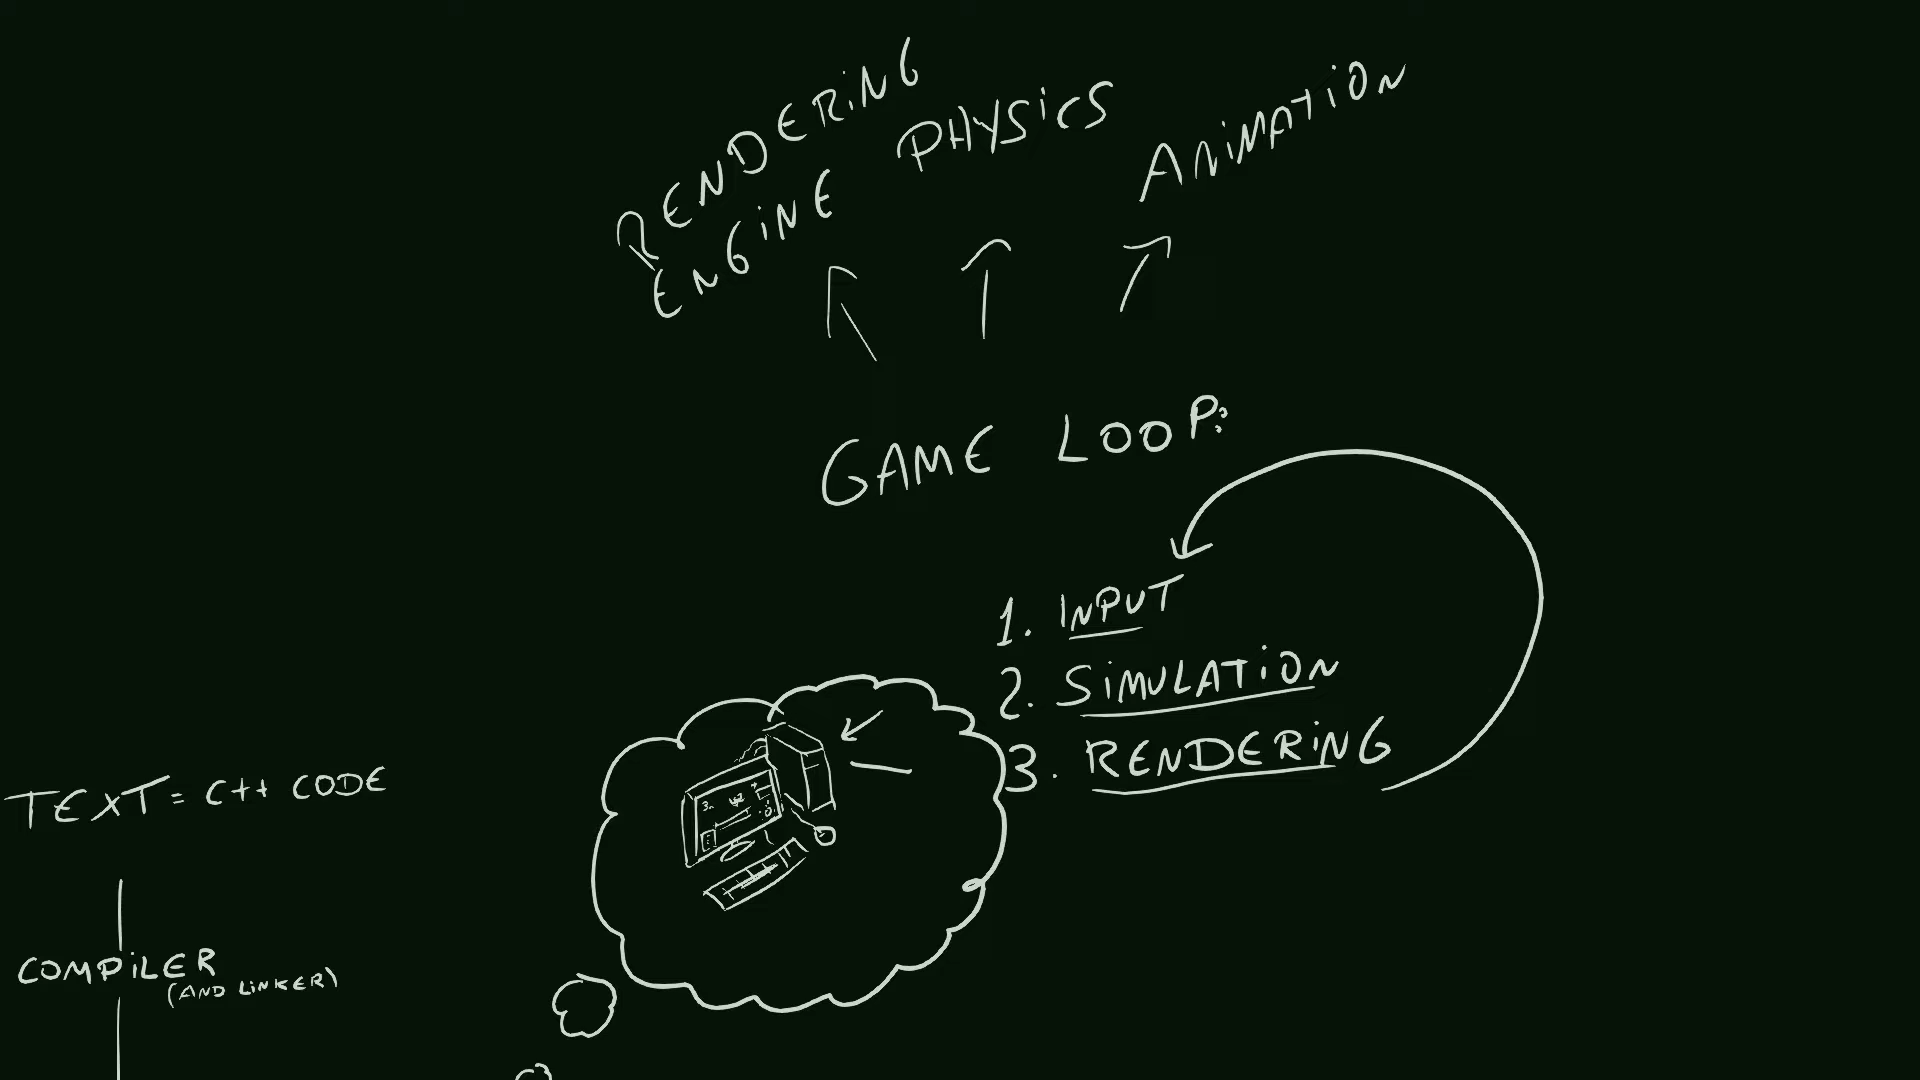 RENDERING
ENGINE
PHYSICS
ANIMATION
GAME LOOP:
1. INPUT
2. SIMULATION
3. RENDERING
TEXT = C++ CODE
COMPILER
(AND LINKER)